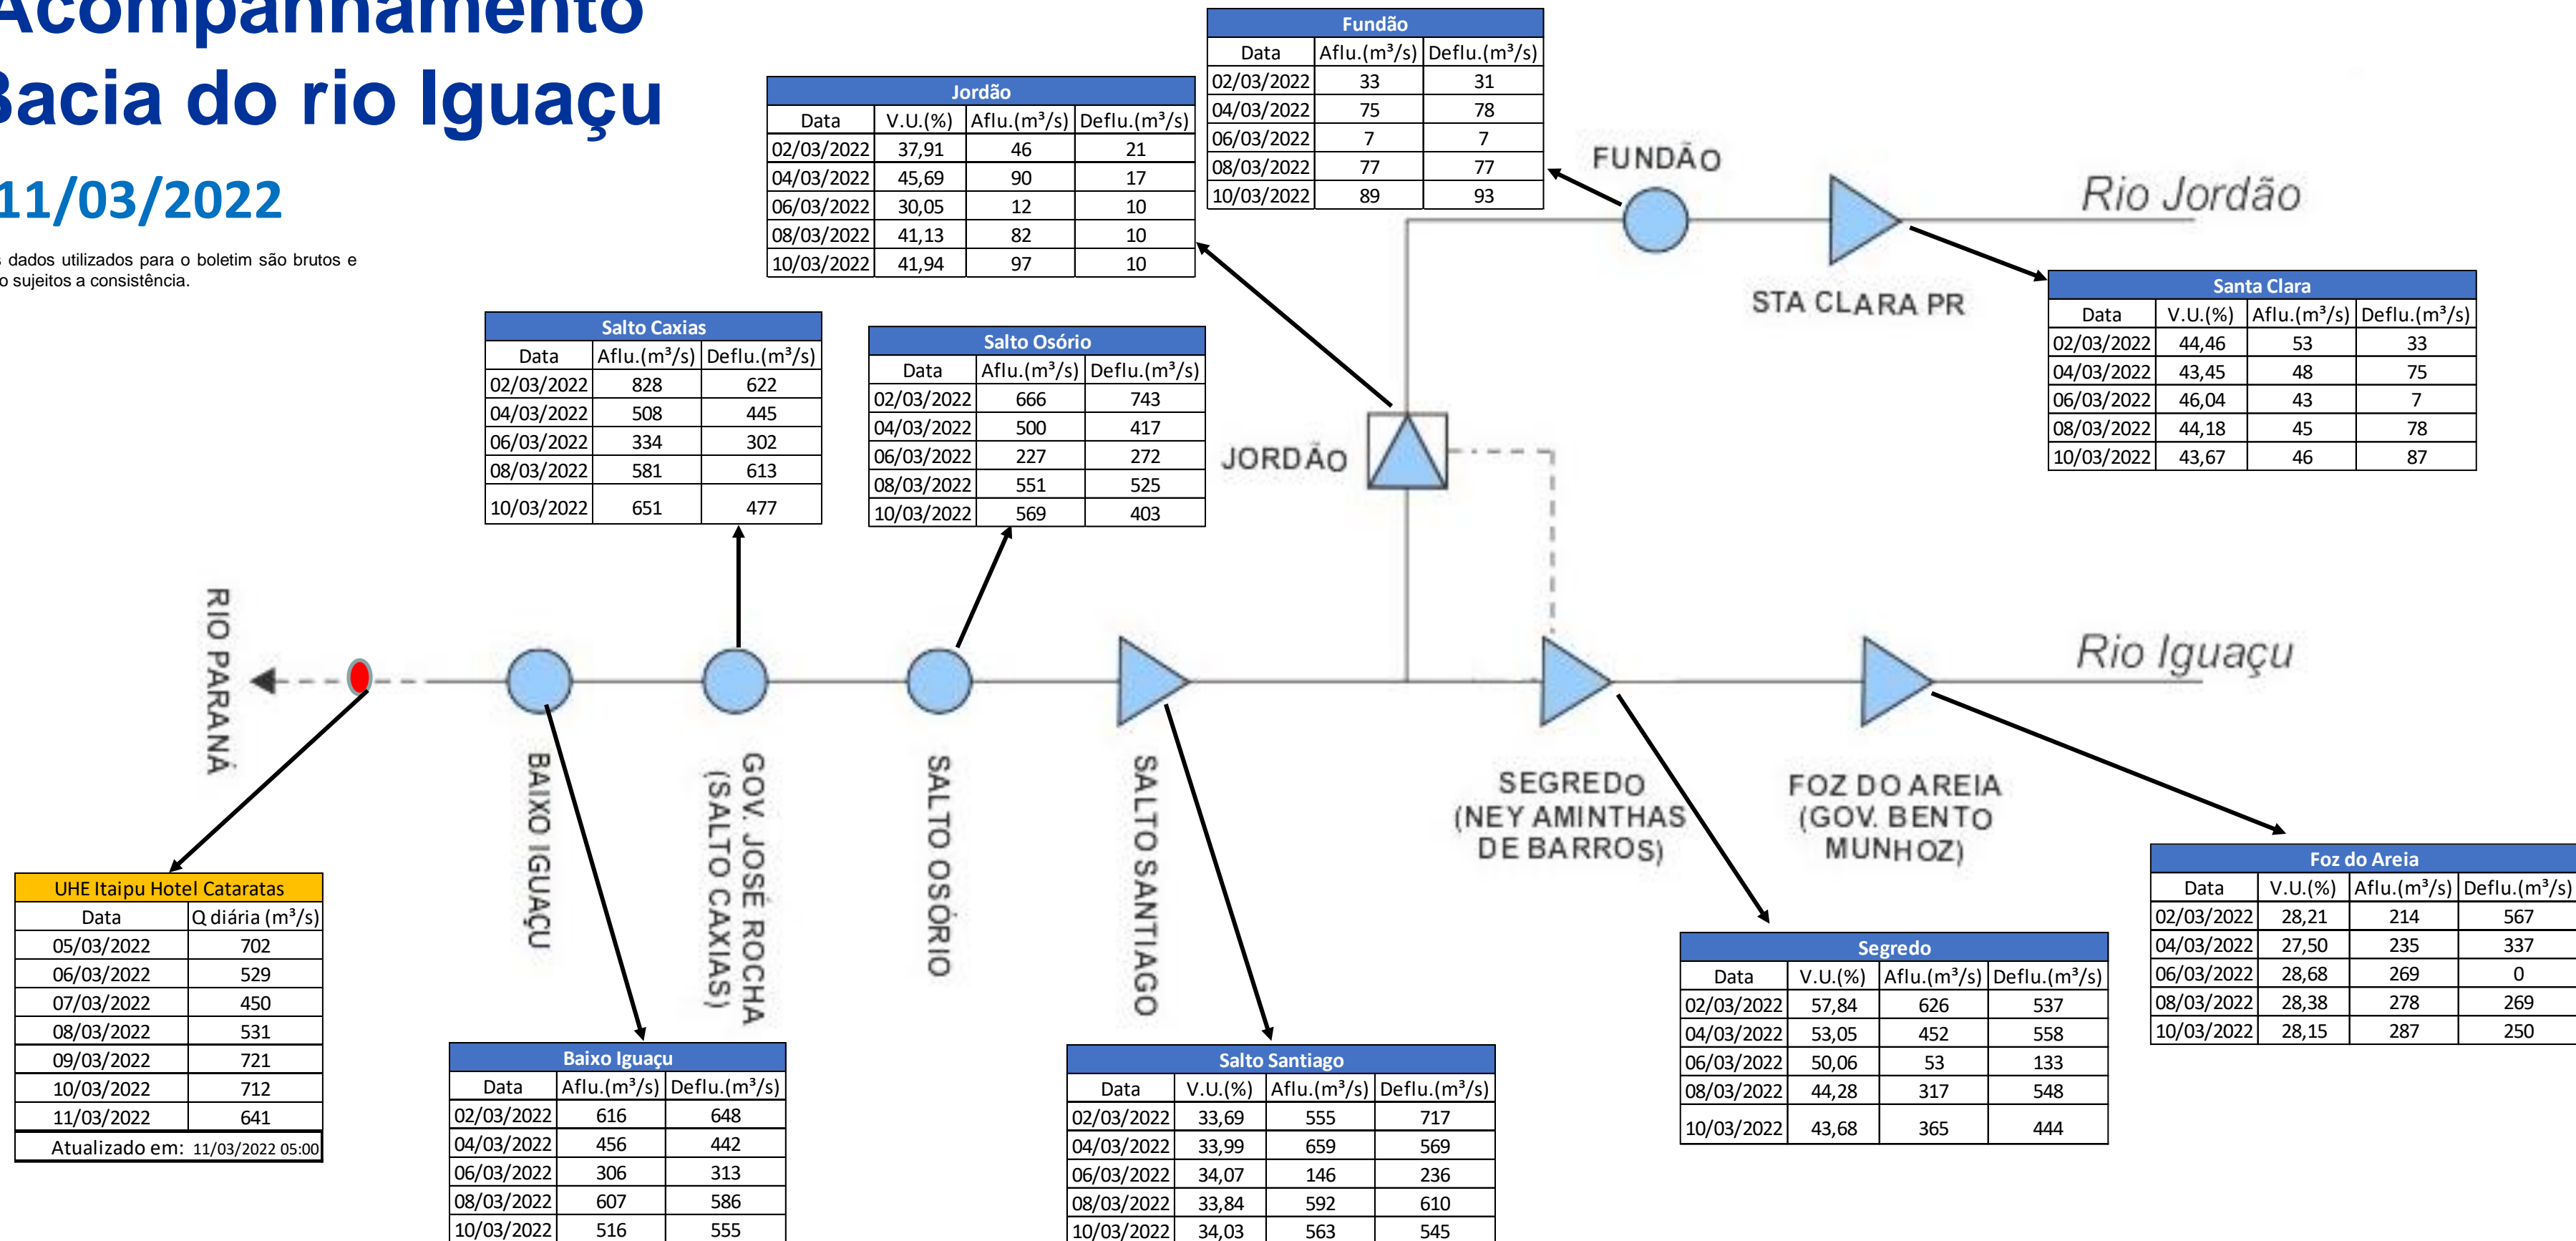 Acompanhamento
Bacia do rio Iguaçu
11/03/2022
s dados utilizados para o boletim são brutos e
o sujeitos a consistência.
Fundão
Data Aflu.(m³/s) Deflu.(m³/s)
02/03/2022 33 31
04/03/2022 75 78
06/03/2022 7 7
08/03/2022 77 77
10/03/2022 89 93
Jordão
Data V.U.(%) Aflu.(m³/s) Deflu.(m³/s)
02/03/2022 37,91 46 21
04/03/2022 45,69 90 17
06/03/2022 30,05 12 10
08/03/2022 41,13 82 10
10/03/2022 41,94 97 10
FUNDÃO
Rio Jordão
STA CLARA PR
Santa Clara
Data V.U.(%) Aflu.(m³/s) Deflu.(m³/s)
02/03/2022 44,46 53 33
04/03/2022 43,45 48 75
06/03/2022 46,04 43 7
08/03/2022 44,18 45 78
10/03/2022 43,67 46 87
Salto Caxias
Data Aflu.(m³/s) Deflu.(m³/s)
02/03/2022 828 622
04/03/2022 508 445
06/03/2022 334 302
08/03/2022 581 613
10/03/2022 651 477
Salto Osório
Data Aflu.(m³/s) Deflu.(m³/s)
02/03/2022 666 743
04/03/2022 500 417
06/03/2022 227 272
08/03/2022 551 525
10/03/2022 569 403
JORDÃO
RIO PARANÁ
Rio Iguaçu
BAIXO IGUAÇU
GOV. JOSÉ ROCHA
(SALTO CAXIAS)
SALTO OSÓRIO
SALTO SANTIAGO
SEGREDO
(NEY AMINTHAS
DE BARROS)
FOZ DO AREIA
(GOV. BENTO
MUNHOZ)
UHE Itaipu Hotel Cataratas
Data Q diária (m³/s)
05/03/2022 702
06/03/2022 529
07/03/2022 450
08/03/2022 531
09/03/2022 721
10/03/2022 712
11/03/2022 641
Atualizado em: 11/03/2022 05:00
Baixo Iguaçu
Data Aflu.(m³/s) Deflu.(m³/s)
02/03/2022 616 648
04/03/2022 456 442
06/03/2022 306 313
08/03/2022 607 586
10/03/2022 516 555
Salto Santiago
Data V.U.(%) Aflu.(m³/s) Deflu.(m³/s)
02/03/2022 33,69 555 717
04/03/2022 33,99 659 569
06/03/2022 34,07 146 236
08/03/2022 33,84 592 610
10/03/2022 34,03 563 545
Segredo
Data V.U.(%) Aflu.(m³/s) Deflu.(m³/s)
02/03/2022 57,84 626 537
04/03/2022 53,05 452 558
06/03/2022 50,06 53 133
08/03/2022 44,28 317 548
10/03/2022 43,68 365 444
Foz do Areia
Data V.U.(%) Aflu.(m³/s) Deflu.(m³/s)
02/03/2022 28,21 214 567
04/03/2022 27,50 235 337
06/03/2022 28,68 269 0
08/03/2022 28,38 278 269
10/03/2022 28,15 287 250